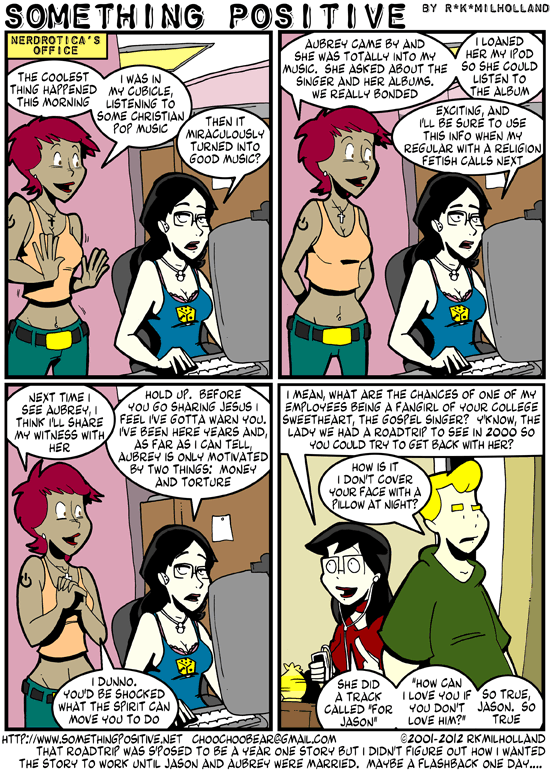 SOMETHING POSITIVE
BY R*K*MILHOLLAND
NERDROTICA'S
OFFICE
THE COOLEST
THING HAPPENED
THIS MORNING
I WAS IN
MY CUBICLE,
LISTENING TO
SOME CHRISTIAN
POP MUSIC
THEN IT
MIRACULOUSLY
TURNED INTO
GOOD MUSIC?
AUBREY CAME BY AND
SHE WAS TOTALLY INTO MY
MUSIC. SHE ASKED ABOUT THE
SINGER AND HER ALBUMS.
WE REALLY BONDED
I LOANED
HER MY IPOD
SO SHE COULD
LISTEN TO
THE ALBUM
EXCITING, AND
I'LL BE SURE TO USE
THIS INFO WHEN MY
REGULAR WITH A RELIGION
FETISH CALLS NEXT
NEXT TIME I
SEE AUBREY, I
THINK I'LL SHARE
MY WITNESS WITH
HER
HOLD UP. BEFORE
YOU GO SHARING JESUS I
FEEL I'VE GOTTA WARN YOU.
I'VE BEEN HERE YEARS AND,
AS FAR AS I CAN TELL,
AUBREY IS ONLY MOTIVATED
BY TWO THINGS: MONEY
AND TORTURE
I DUNNO.
YOU'D BE SHOCKED
WHAT THE SPIRIT CAN
MOVE YOU TO DO
I MEAN, WHAT ARE THE CHANCES OF ONE OF MY
EMPLOYEES BEING A FANGIRL OF YOUR COLLEGE
SWEETHEART, THE GOSPEL SINGER? Y'KNOW, THE
LADY WE HAD A ROADTRIP TO SEE IN 2000 SO
YOU COULD TRY TO GET BACK WITH HER?
HOW IS IT
I DON'T COVER
YOUR FACE WITH A
PILLOW AT NIGHT?
SHE DID
A TRACK
CALLED "FOR
JASON"
"HOW CAN
I LOVE YOU IF
YOU DON'T
LOVE HIM?"
SO TRUE,
JASON. SO
TRUE
HTTP://WWW.SOMETHINGPOSITIVE.NET CHOOCHOOBEAR@GMAIL.COM ©2001-2012 RKMILHOLLAND
THAT ROADTRIP WAS S'POSED TO BE A YEAR ONE STORY BUT I DIDN'T FIGURE OUT HOW I WANTED
THE STORY TO WORK UNTIL JASON AND AUBREY WERE MARRIED. MAYBE A FLASHBACK ONE DAY....